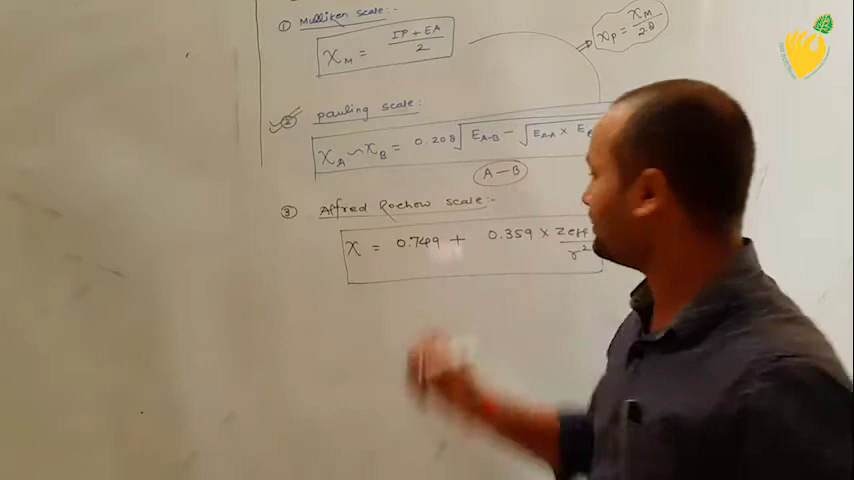 ① Mulliken scale:-
χM = IP + EA / 2
χP = χM / 2.8
② pauling scale:
χA ~ χB = 0.208 √ EA-B - √ EA-A × E
A - B
③ Alfred Rochow scale:-
χ = 0.749 + 0.359 × Zeff / r²